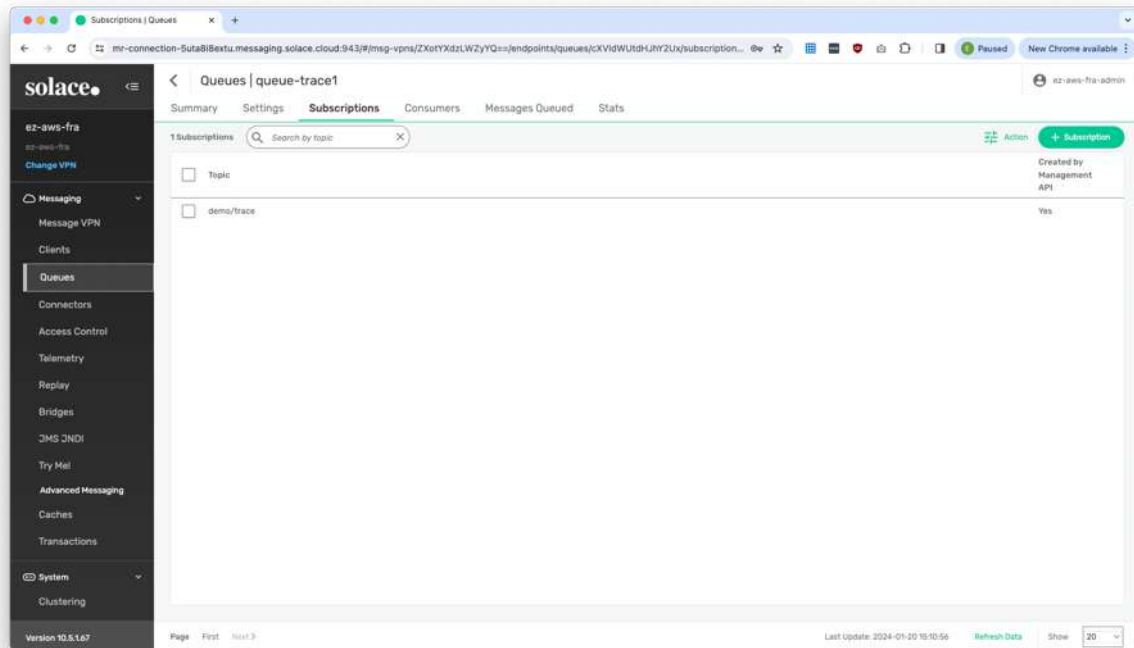 Subscriptions | Queues
mr-connection-5uta8i8extu.messaging.solace.cloud:943/#/msg-vpns/ZXotYXdzLWZyYQ==/endpoints/queues/cXVldWUtdHJhY2Ux/subscription...
Paused
New Chrome available
solace.
Queues | queue-trace1
ez-aws-fra-admin
Summary Settings Subscriptions Consumers Messages Queued Stats
ez-aws-fra
ez-aws-fra
Change VPN
1 Subscriptions Search by topic
Action + Subscription
Topic
Created by
Management
API
demo/trace Yes
Messaging
Message VPN
Clients
Queues
Connectors
Access Control
Telemetry
Replay
Bridges
JMS JNDI
Try Me!
Advanced Messaging
Caches
Transactions
System
Clustering
Version 10.5.1.67
Page First Next
Last Update: 2024-01-20 15:10:56 Refresh Data Show 20